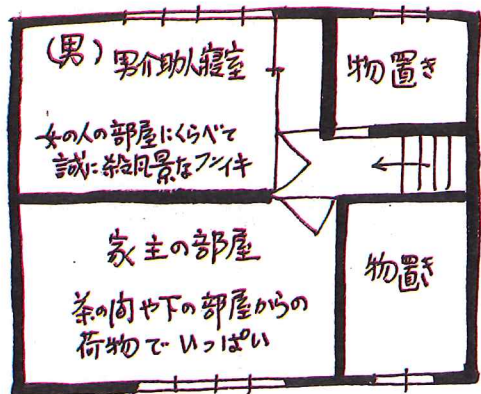 (男) 男介助人寝室
女の人の部屋にくらべて
誠に殺風景なフンイキ
物置き
家主の部屋
茶の間や下の部屋からの
荷物でいっぱい
物置き